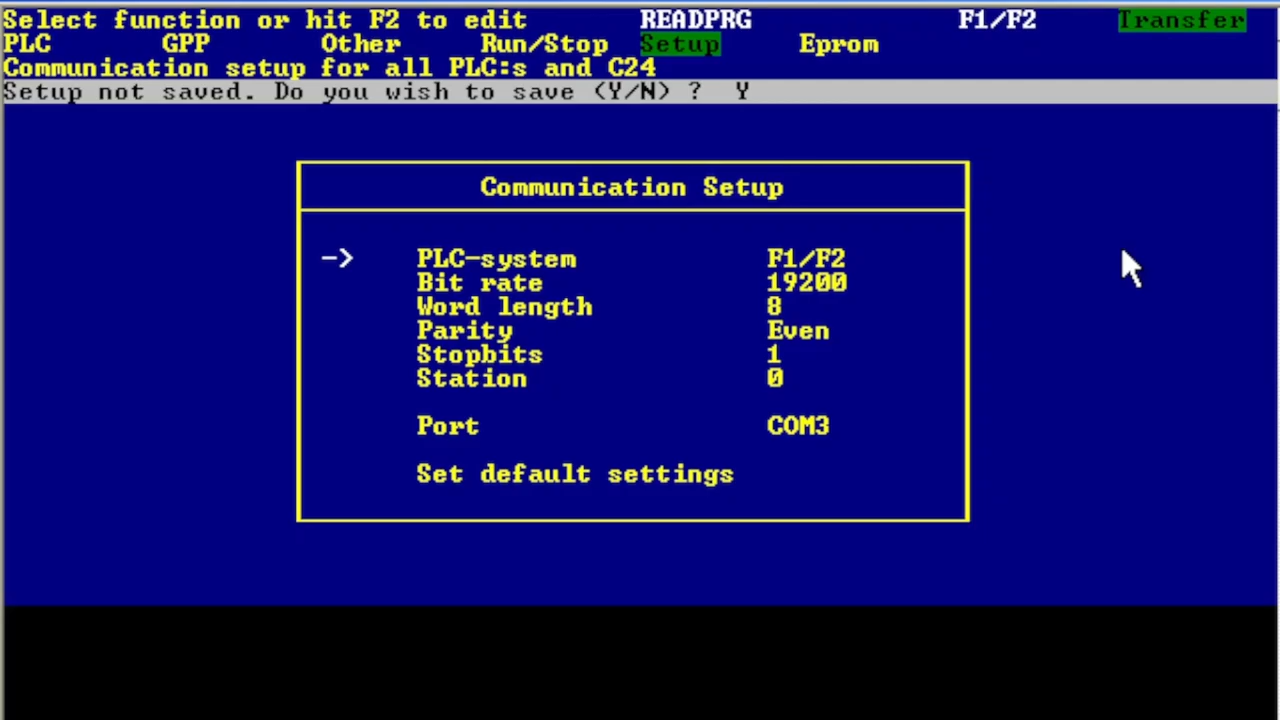 Select function or hit F2 to edit READPRG F1/F2 Transfer
PLC GPP Other Run/Stop Setup Eprom
Communication setup for all PLC:s and C24
Setup not saved. Do you wish to save (Y/N) ? Y
Communication Setup
-> PLC-system F1/F2
Bit rate 19200
Word length 8
Parity Even
Stopbits 1
Station 0
Port COM3
Set default settings